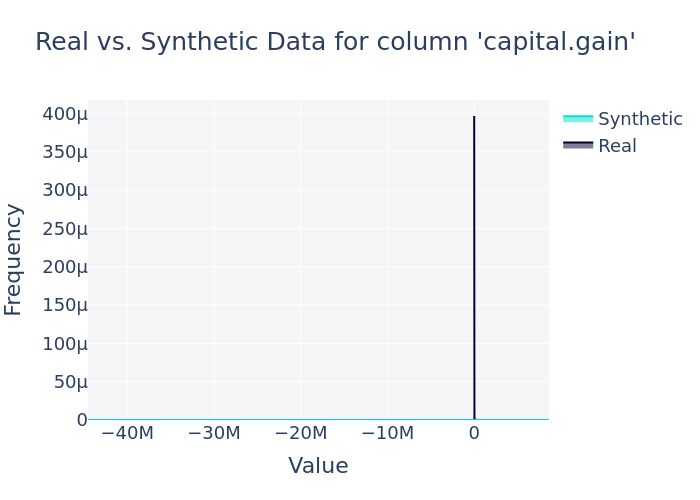 Real vs. Synthetic Data for column 'capital.gain'
400μ
350μ
300μ
250μ
200μ
150μ
100μ
50μ
0
−40M
−30M
−20M
−10M
0
Frequency
Value
Synthetic
Real